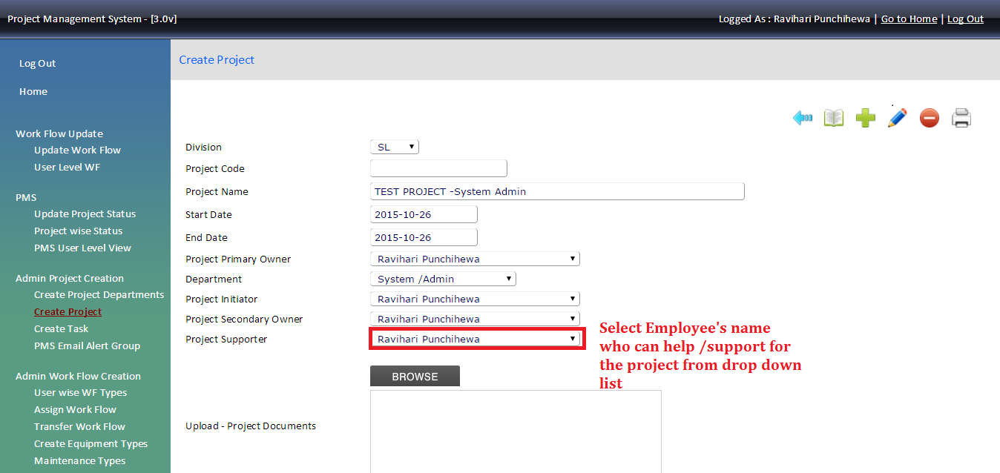 Project Management System - [3.0v]
Logged As : Ravihari Punchihewa | Go to Home | Log Out
Log Out
Home
Work Flow Update
Update Work Flow
User Level WF
PMS
Update Project Status
Project wise Status
PMS User Level View
Admin Project Creation
Create Project Departments
Create Project
Create Task
PMS Email Alert Group
Admin Work Flow Creation
User wise WF Types
Assign Work Flow
Transfer Work Flow
Create Equipment Types
Maintenance Types
Create Project
Division SL
Project Code
Project Name TEST PROJECT -System Admin
Start Date 2015-10-26
End Date 2015-10-26
Project Primary Owner Ravihari Punchihewa
Department System /Admin
Project Initiator Ravihari Punchihewa
Project Secondary Owner Ravihari Punchihewa
Project Supporter Ravihari Punchihewa
Select Employee's name
who can help /support for
the project from drop down
list
BROWSE
Upload - Project Documents